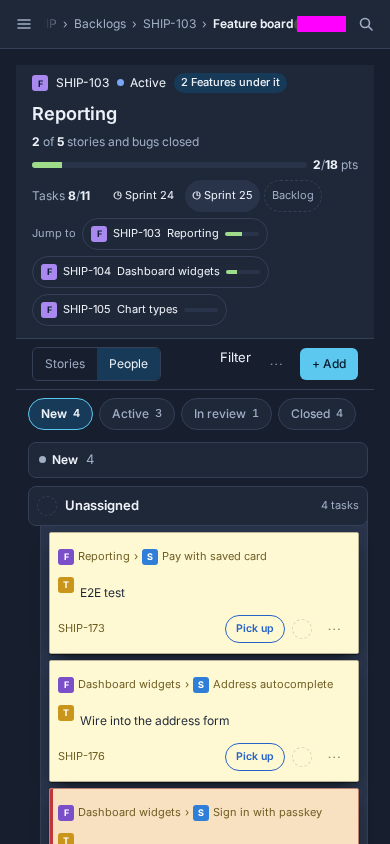 IP › Backlogs › SHIP-103 › Feature board
F SHIP-103 Active 2 Features under it
Reporting
2 of 5 stories and bugs closed
2/18 pts
Tasks 8/11 Sprint 24 Sprint 25 Backlog
Jump to F SHIP-103 Reporting
F SHIP-104 Dashboard widgets
F SHIP-105 Chart types
Stories People Filter ... + Add
New 4 Active 3 In review 1 Closed 4
New 4
Unassigned 4 tasks
F Reporting › S Pay with saved card
T E2E test
SHIP-173 Pick up ...
F Dashboard widgets › S Address autocomplete
T Wire into the address form
SHIP-176 Pick up ...
F Dashboard widgets › S Sign in with passkey
T